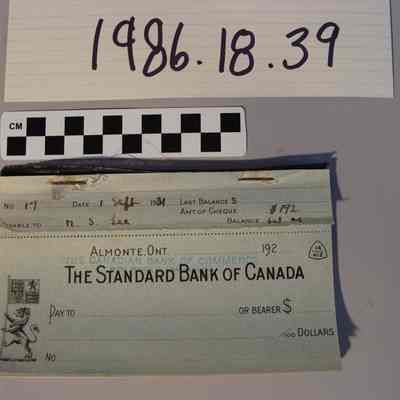 1986.18.39
CM
No 17 DATE 1 Sept 1931 LAST BALANCE $
AMT OF CHEQUE $192
PAYABLE TO N. S. Lee BALANCE
ALMONTE, ONT. 192
THE CANADIAN BANK OF COMMERCE
THE STANDARD BANK OF CANADA
PAY TO OR BEARER $
/100 DOLLARS
No